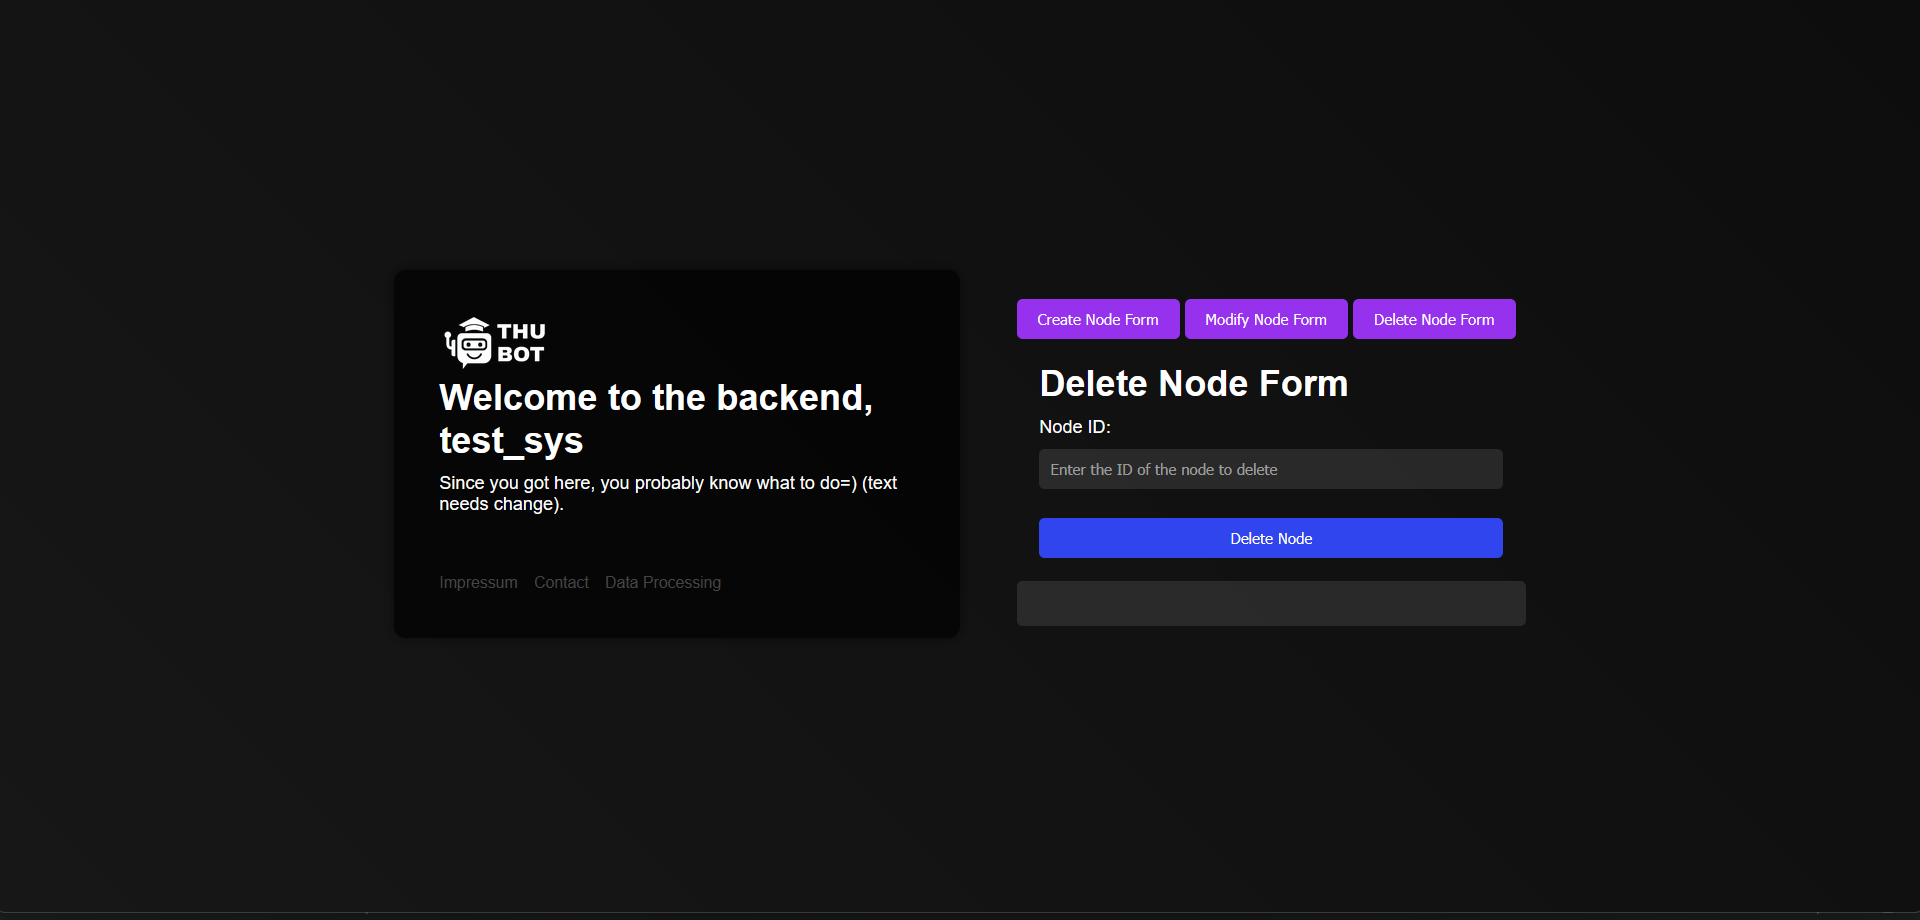 THU
BOT
Welcome to the backend,
test_sys
Since you got here, you probably know what to do=) (text
needs change).
Impressum Contact Data Processing
Create Node Form Modify Node Form Delete Node Form
Delete Node Form
Node ID:
Enter the ID of the node to delete
Delete Node